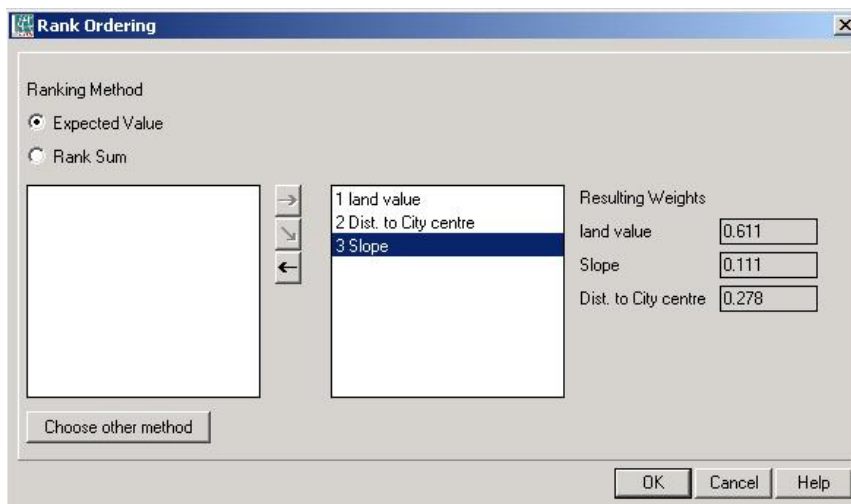 Rank Ordering
Ranking Method
Expected Value
Rank Sum
1 land value
2 Dist. to City centre
3 Slope
Resulting Weights
land value 0.611
Slope 0.111
Dist. to City centre 0.278
Choose other method
OK Cancel Help